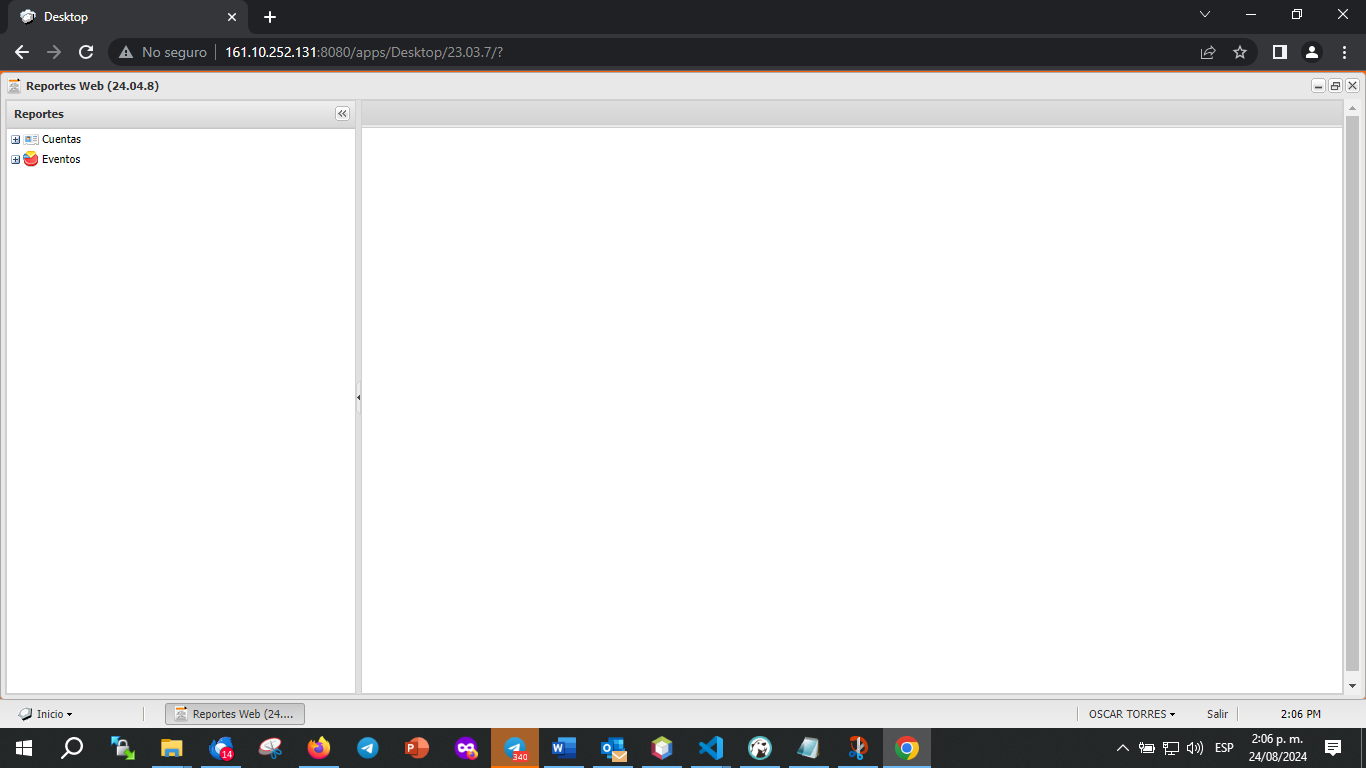 Desktop
No seguro
161.10.252.131:8080/apps/Desktop/23.03.7/?
Reportes Web (24.04.8)
Reportes
Cuentas
Eventos
Inicio
Reportes Web (24....
OSCAR TORRES
Salir
2:06 PM
14
340
ESP
2:06 p. m.
24/08/2024